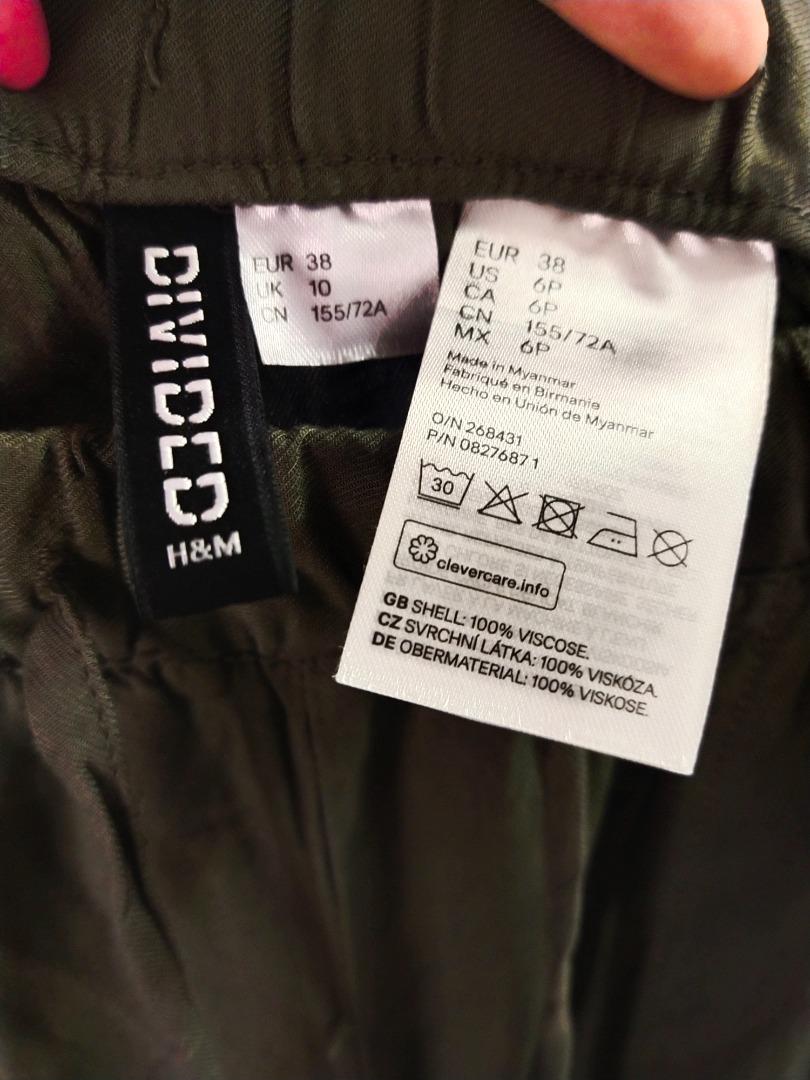 DIVIDED
H&M
EUR 38
UK 10
CN 155/72A
EUR 38
US 6P
CA 6P
CN 155/72A
MX 6P
Made in Myanmar
Fabriqué en Birmanie
Hecho en Unión de Myanmar
O/N 268431
P/N 08276871
30
clevercare.info
GB SHELL: 100% VISCOSE.
CZ SVRCHNÍ LÁTKA: 100% VISKÓZA.
DE OBERMATERIAL: 100% VISKOSE.